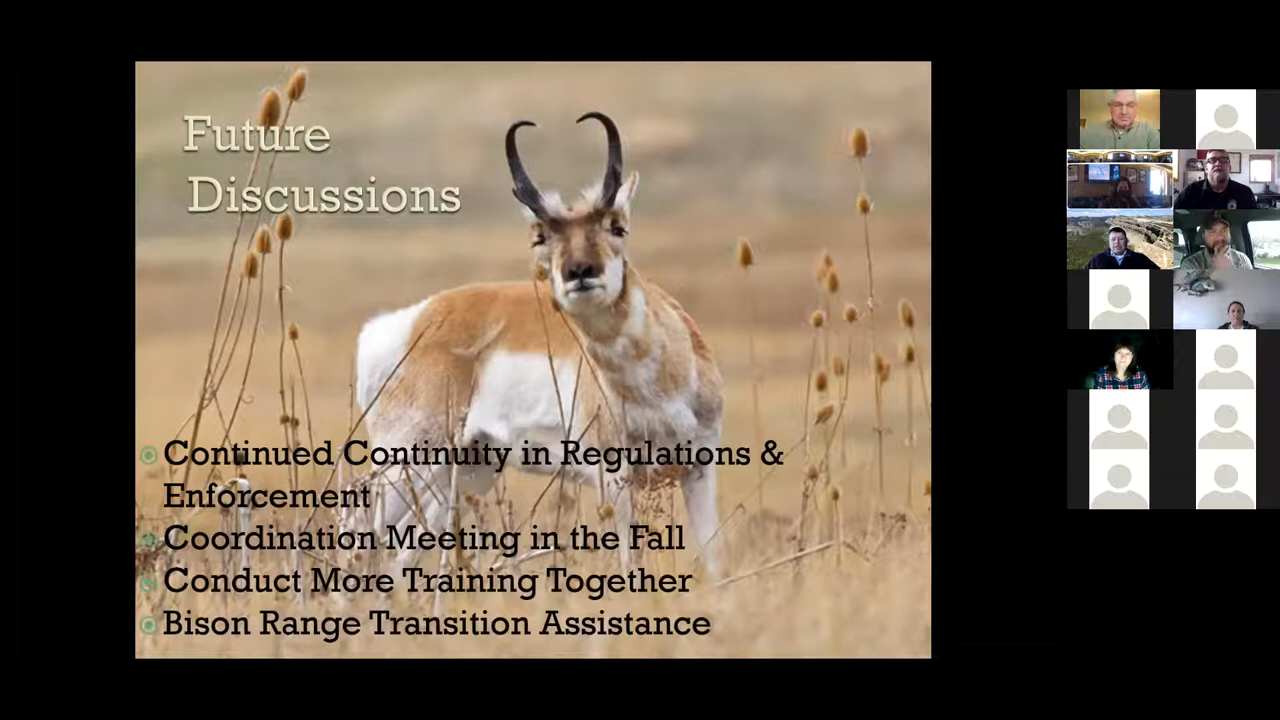 Future
Discussions
Continued Continuity in Regulations &
Enforcement
Coordination Meeting in the Fall
Conduct More Training Together
Bison Range Transition Assistance